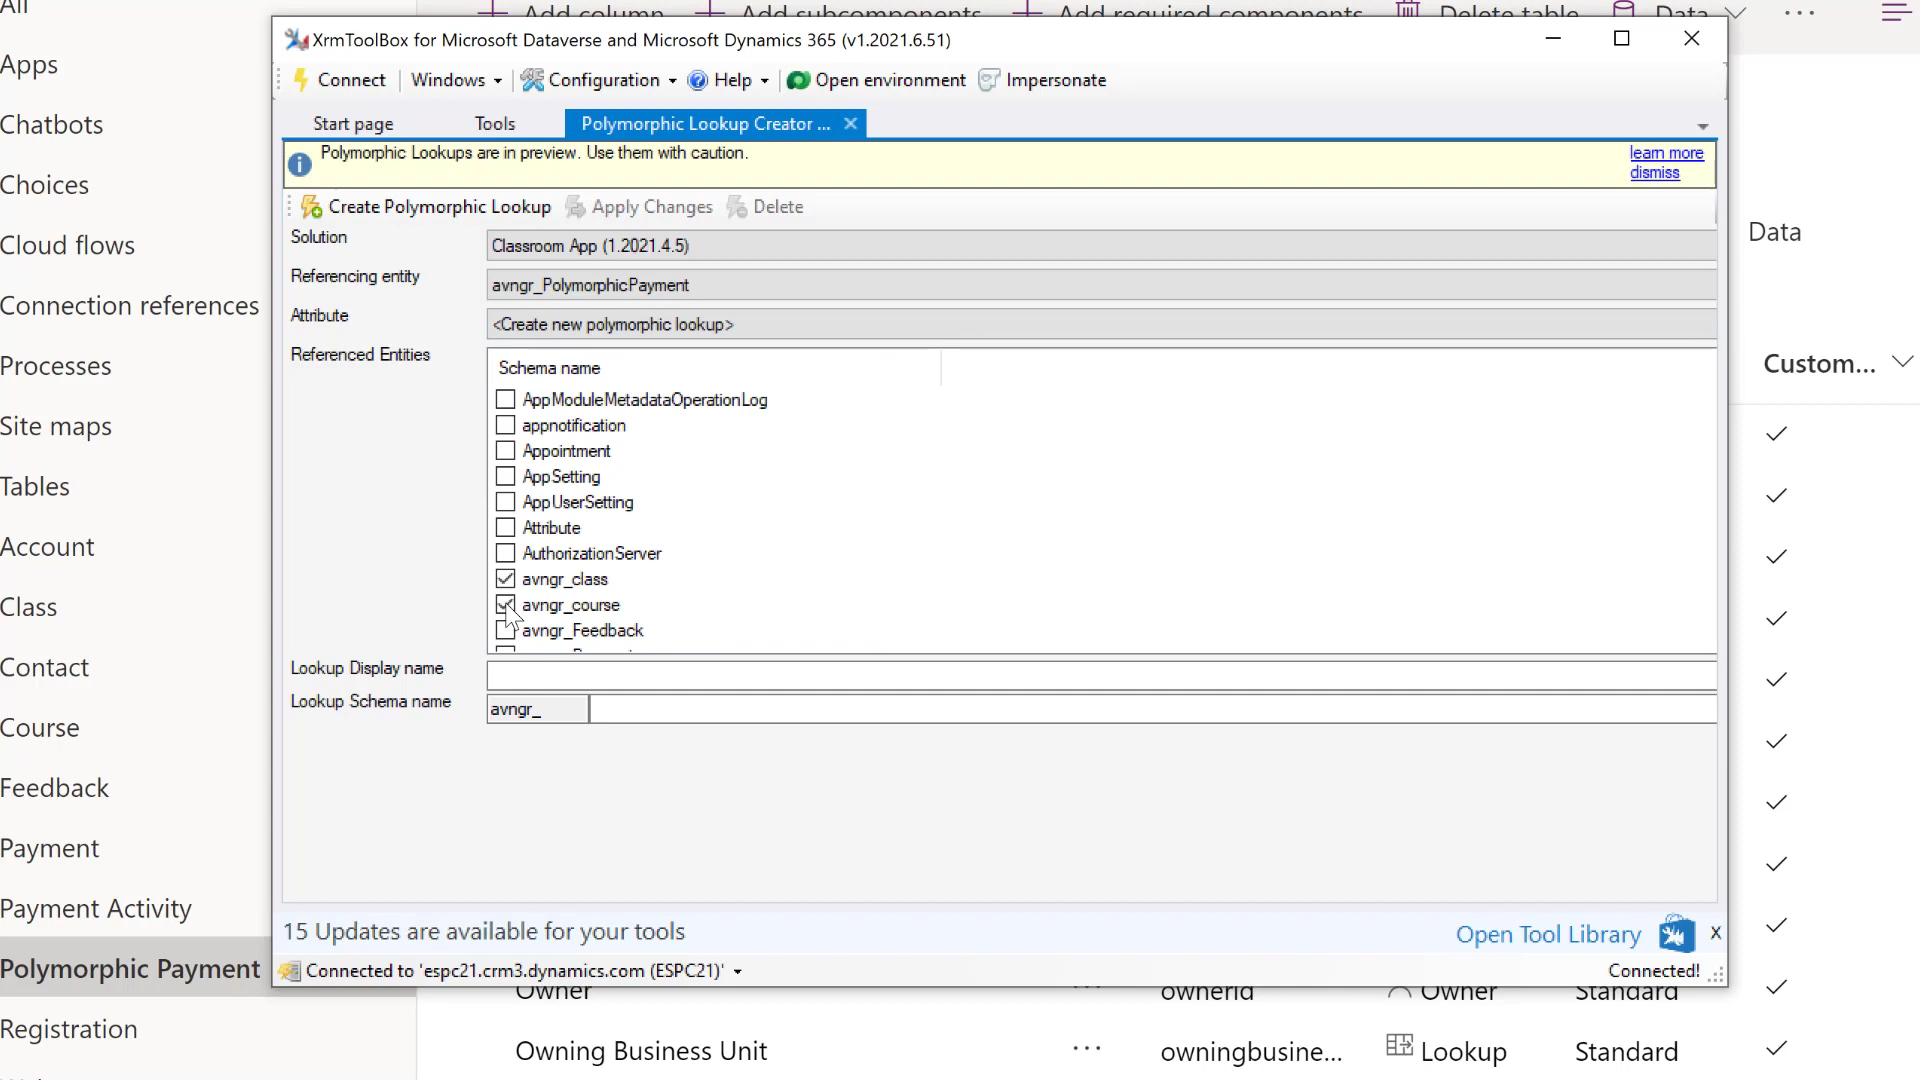 All
Add column
Add subcomponents
Add required components
Delete table
Data
XrmToolBox for Microsoft Dataverse and Microsoft Dynamics 365 (v1.2021.6.51)
Connect
Windows
Configuration
Help
Open environment
Impersonate
Start page
Tools
Polymorphic Lookup Creator ...
Polymorphic Lookups are in preview. Use them with caution.
learn more
dismiss
Create Polymorphic Lookup
Apply Changes
Delete
Solution
Classroom App (1.2021.4.5)
Referencing entity
avngr_PolymorphicPayment
Attribute
<Create new polymorphic lookup>
Referenced Entities
Schema name
AppModuleMetadataOperationLog
appnotification
Appointment
AppSetting
AppUserSetting
Attribute
AuthorizationServer
avngr_class
avngr_course
avngr_Feedback
Lookup Display name
Lookup Schema name
avngr_
15 Updates are available for your tools
Open Tool Library
x
Connected to 'espc21.crm3.dynamics.com (ESPC21)'
Connected!
Apps
Chatbots
Choices
Cloud flows
Connection references
Processes
Site maps
Tables
Account
Class
Contact
Course
Feedback
Payment
Payment Activity
Polymorphic Payment
Registration
Data
Custom...
Owner
...
ownerid
Owner
Standard
Owning Business Unit
...
owningbusine...
Lookup
Standard